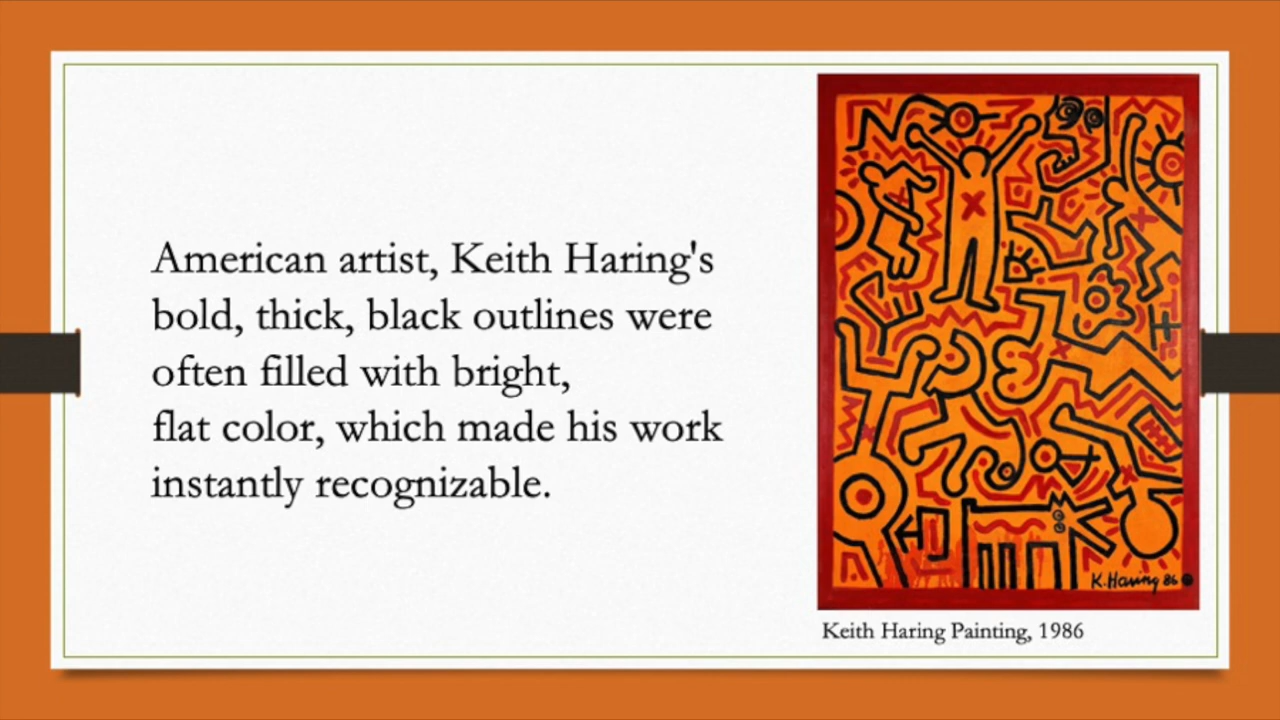 American artist, Keith Haring's
bold, thick, black outlines were
often filled with bright,
flat color, which made his work
instantly recognizable.
K. Haring 86
Keith Haring Painting, 1986